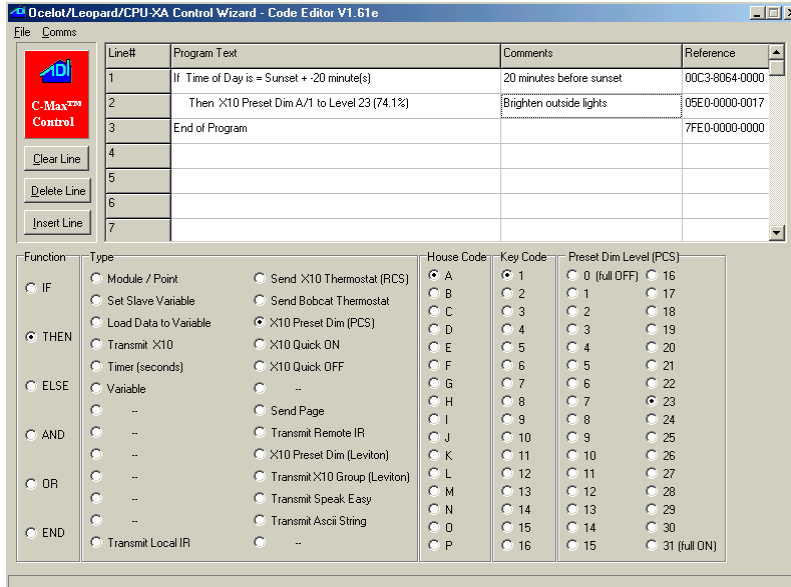 Ocelot/Leopard/CPU-XA Control Wizard - Code Editor V1.61e
File Comms
ADI
C-Max™
Control
Clear Line
Delete Line
Insert Line
Line# Program Text Comments Reference
1 If Time of Day is = Sunset + -20 minute(s) 20 minutes before sunset 00C3-8064-0000
2 Then X10 Preset Dim A/1 to Level 23 (74.1%) Brighten outside lights 05E0-0000-0017
3 End of Program 7FE0-0000-0000
4
5
6
7
Function
IF
THEN
ELSE
AND
OR
END
Type
Module / Point
Set Slave Variable
Load Data to Variable
Transmit X10
Timer (seconds)
Variable
--
--
--
--
--
--
Transmit Local IR
Send X10 Thermostat (RCS)
Send Bobcat Thermostat
X10 Preset Dim (PCS)
X10 Quick ON
X10 Quick OFF
--
Send Page
Transmit Remote IR
X10 Preset Dim (Leviton)
Transmit X10 Group (Leviton)
Transmit Speak Easy
Transmit Ascii String
--
House Code
A
B
C
D
E
F
G
H
I
J
K
L
M
N
O
P
Key Code
1
2
3
4
5
6
7
8
9
10
11
12
13
14
15
16
Preset Dim Level (PCS)
0 (full OFF)
1
2
3
4
5
6
7
8
9
10
11
12
13
14
15
16
17
18
19
20
21
22
23
24
25
26
27
28
29
30
31 (full ON)